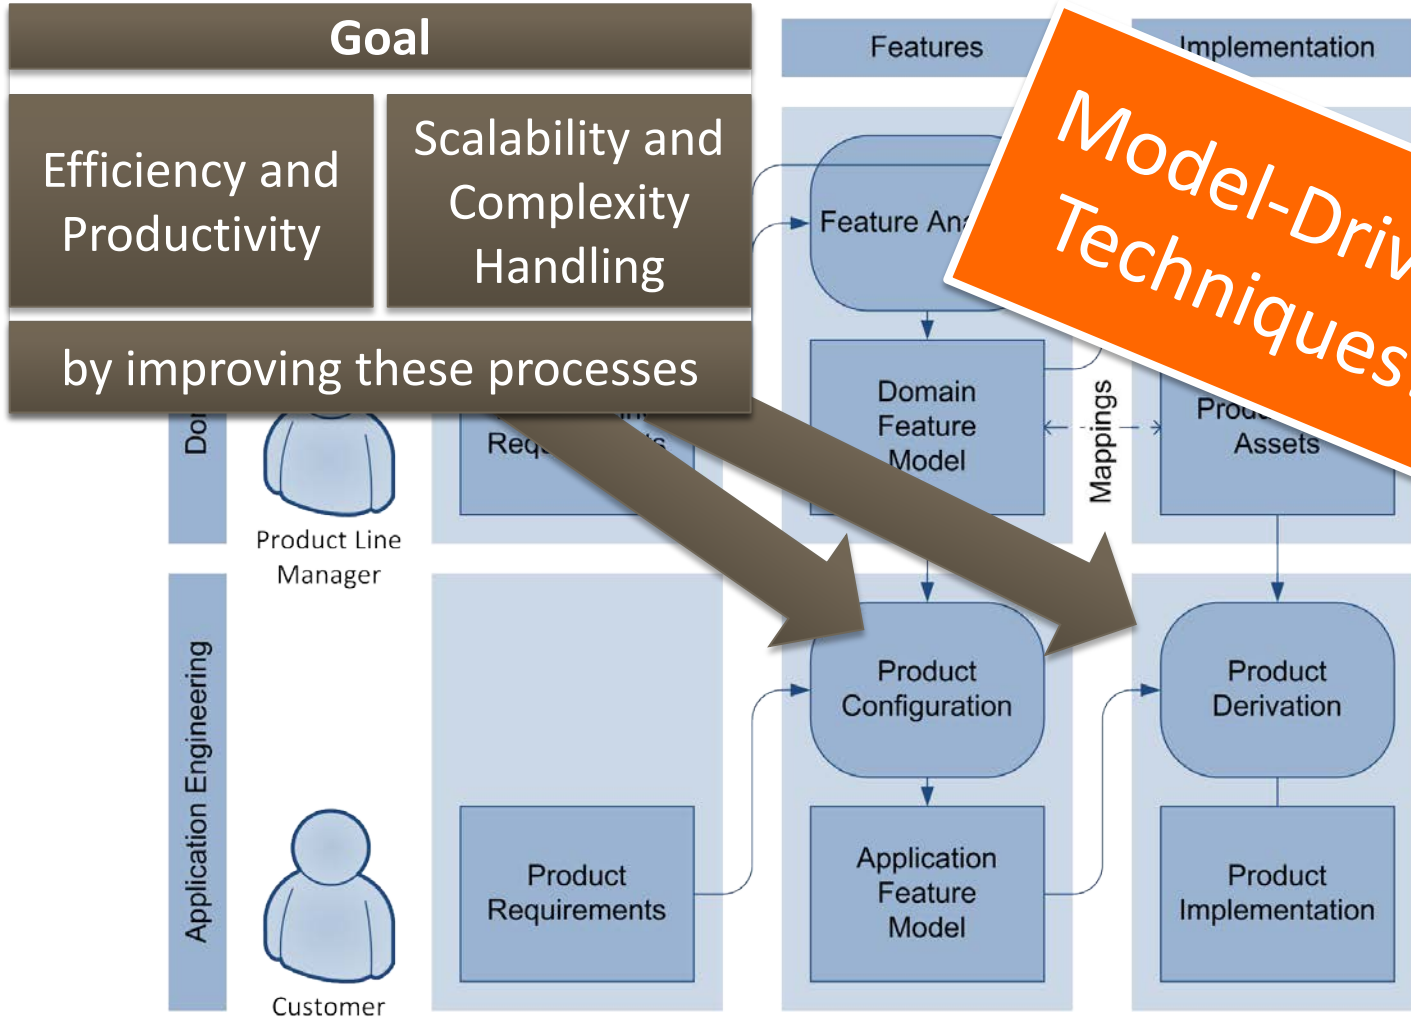 Goal
Efficiency and
Productivity
Scalability and
Complexity
Handling
by improving these processes
Features
Implementation
Model-Driv
Techniques
Feature Ana
Domain
Feature
Model
Mappings
Assets
Product Line
Manager
Application Engineering
Product
Configuration
Product
Derivation
Product
Requirements
Application
Feature
Model
Product
Implementation
Customer